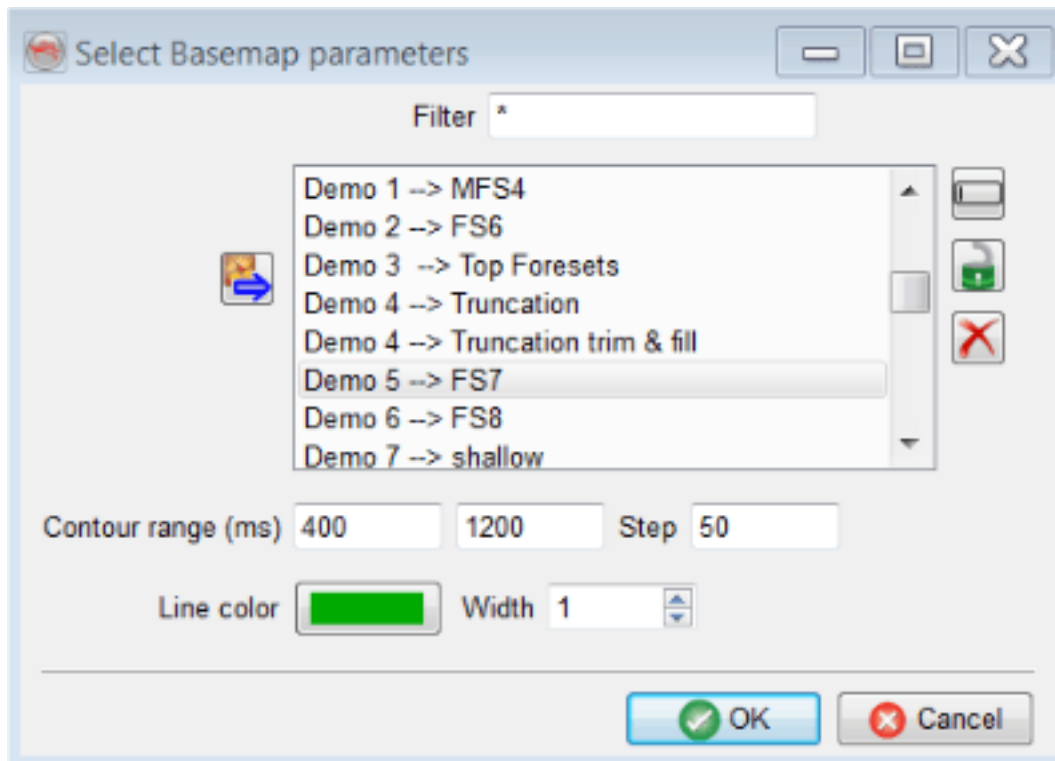 Select Basemap parameters
Filter *
Demo 1 --> MFS4
Demo 2 --> FS6
Demo 3 --> Top Foresets
Demo 4 --> Truncation
Demo 4 --> Truncation trim & fill
Demo 5 --> FS7
Demo 6 --> FS8
Demo 7 --> shallow
Contour range (ms) 400 1200 Step 50
Line color Width 1
OK Cancel